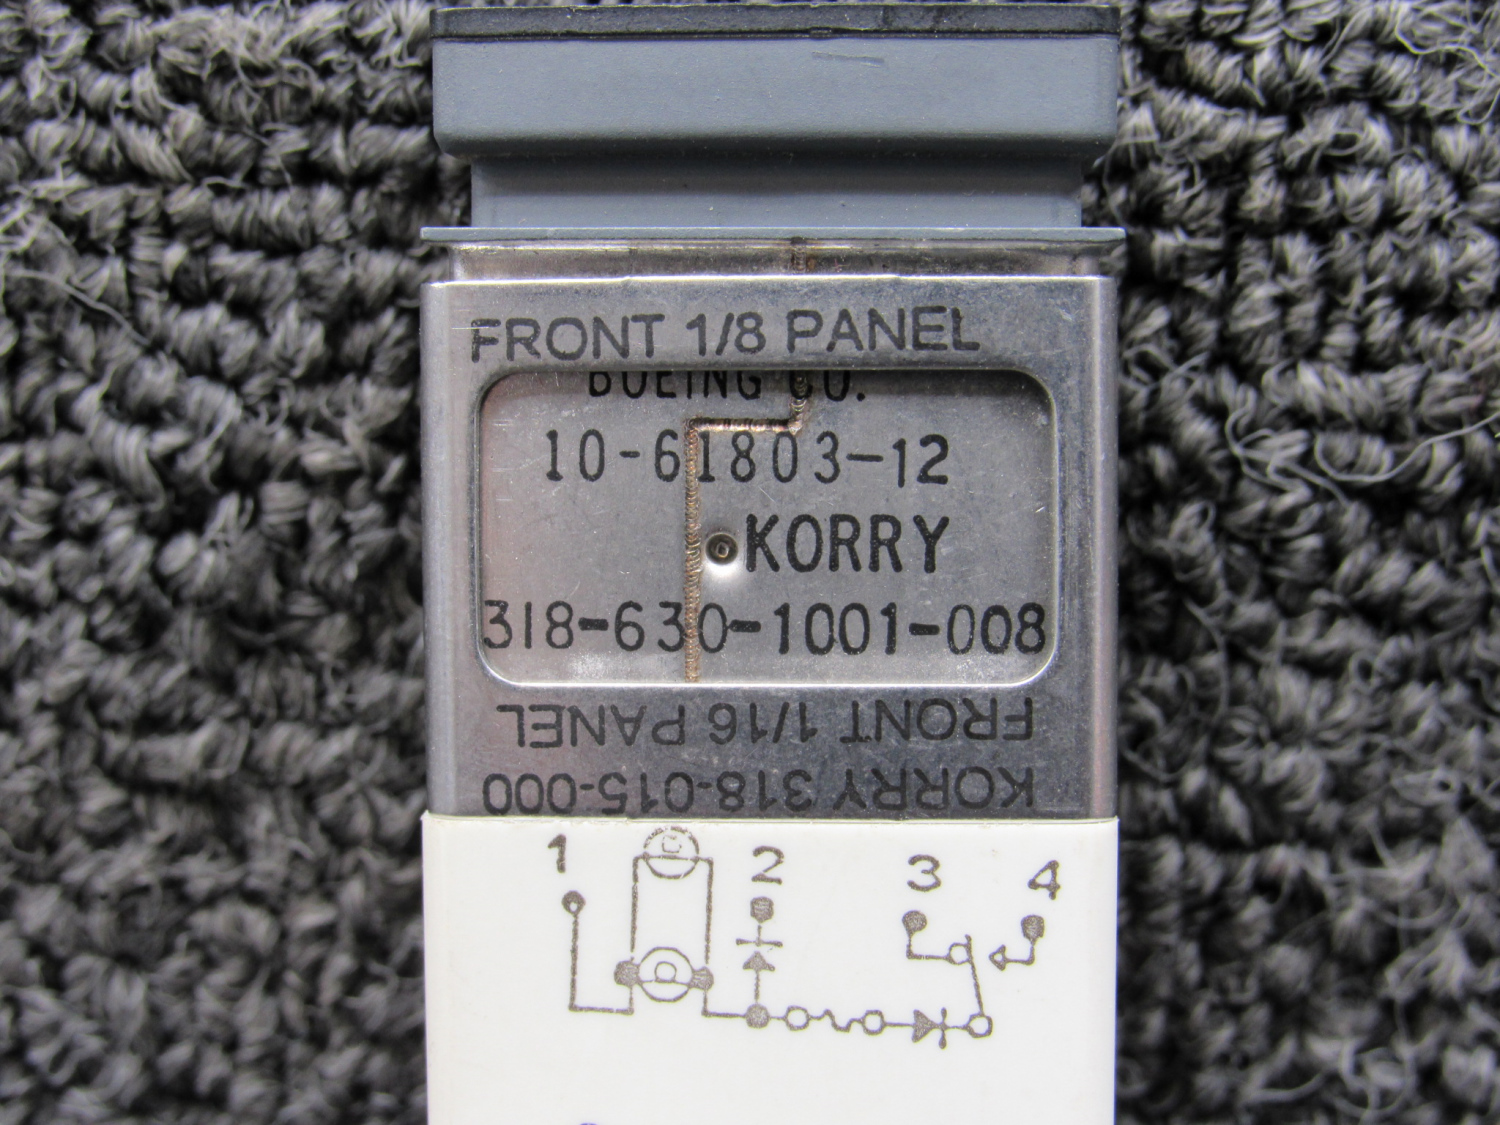 FRONT 1/8 PANEL
BOEING CO.
10-61803-12
KORRY
318-630-1001-008
FRONT 1/16 PANEL
KORRY 318-015-000
1 2 3 4